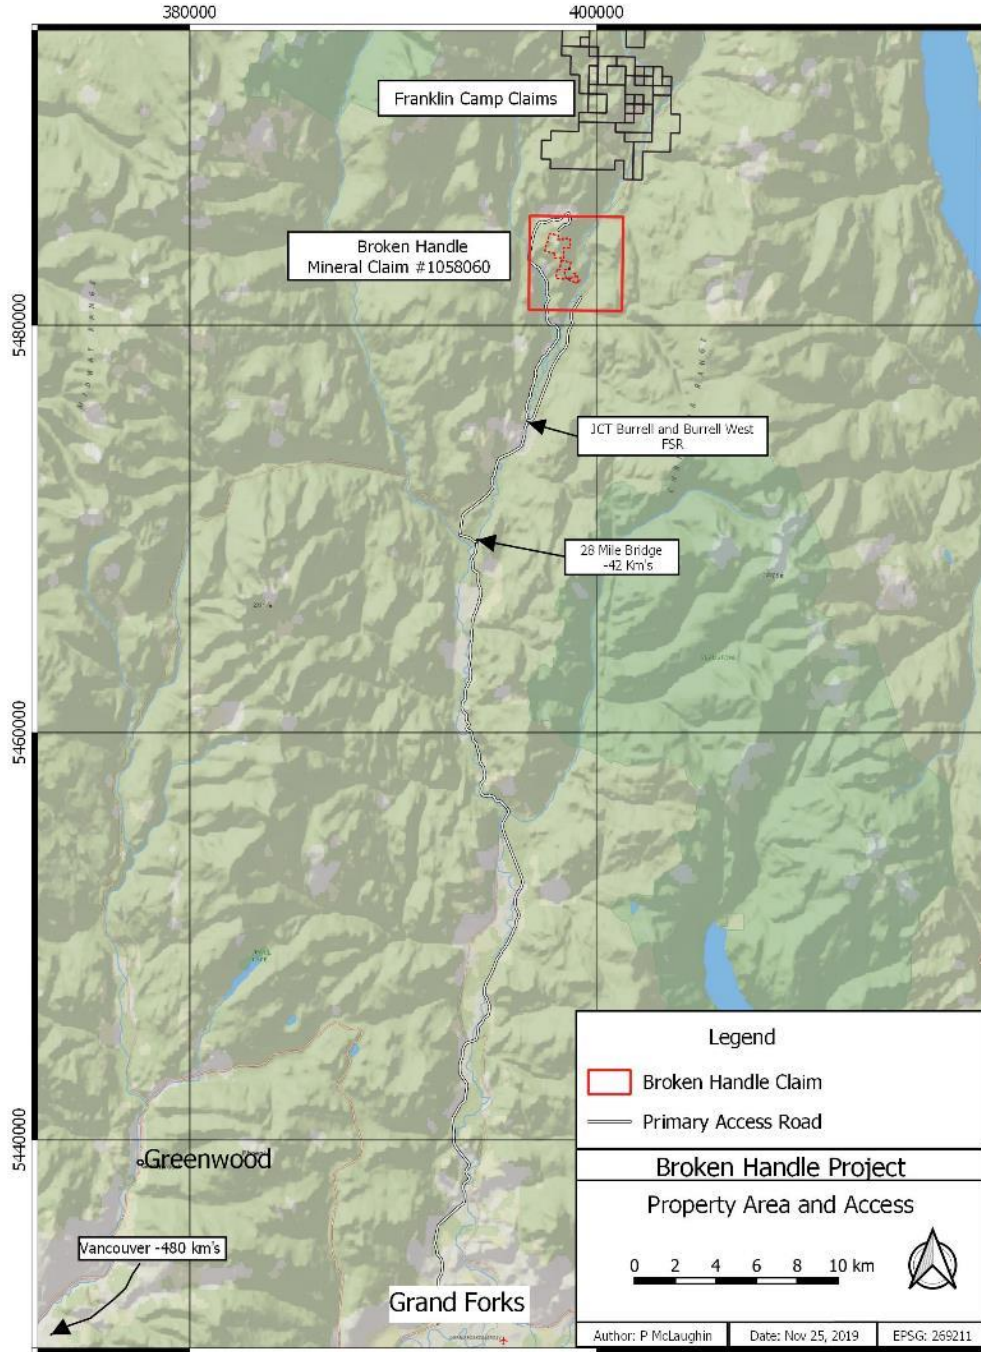 380000
400000
Franklin Camp Claims
Broken Handle
Mineral Claim #1058060
5480000
JCT Burrell and Burrell West
FSR
28 Mile Bridge
-42 Km's
5460000
5440000
Greenwood
Vancouver -480 km's
Grand Forks
Legend
Broken Handle Claim
Primary Access Road
Broken Handle Project
Property Area and Access
0 2 4 6 8 10 km
Author: P McLaughin
Date: Nov 25, 2019
EPSG: 269211